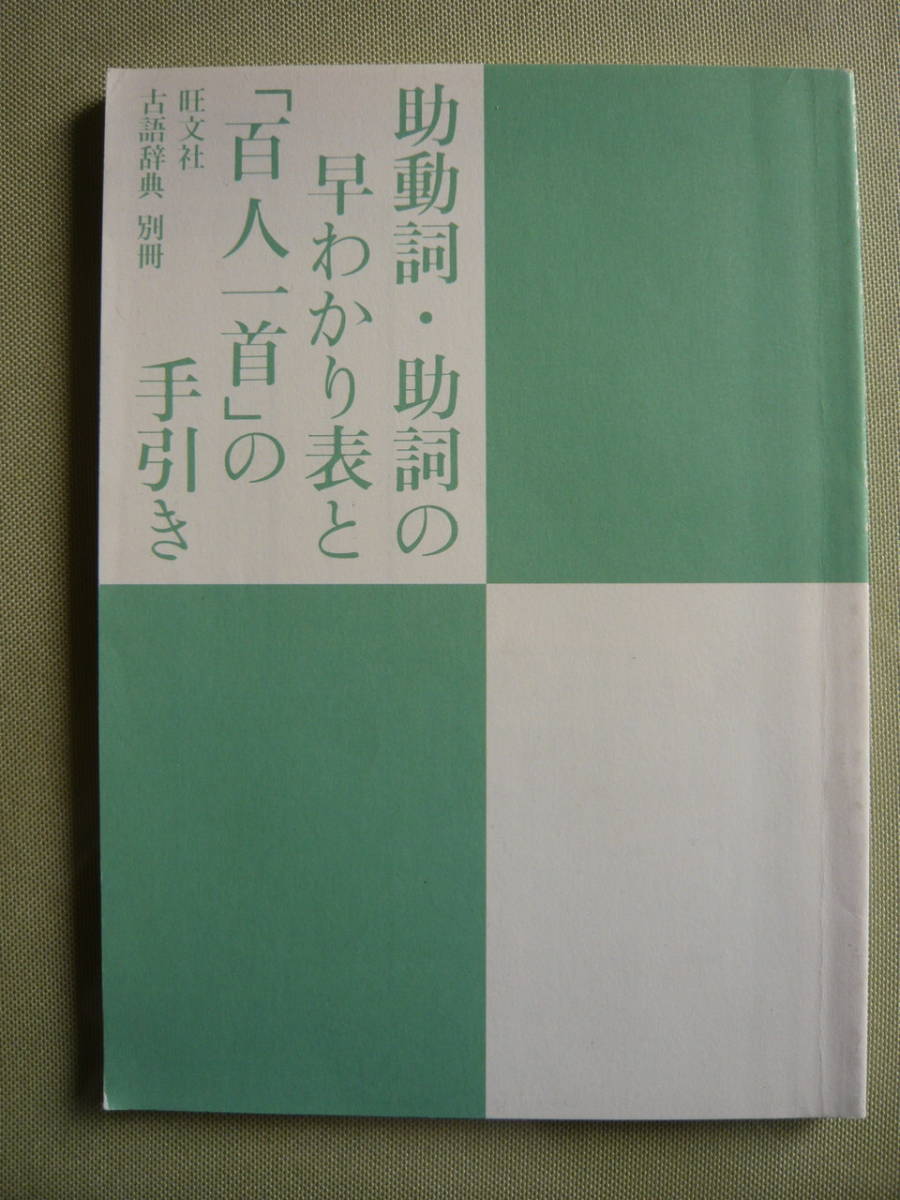 助動詞・助詞の
早わかり表と
「百人一首」の
手引き
旺文社
古語辞典 別冊